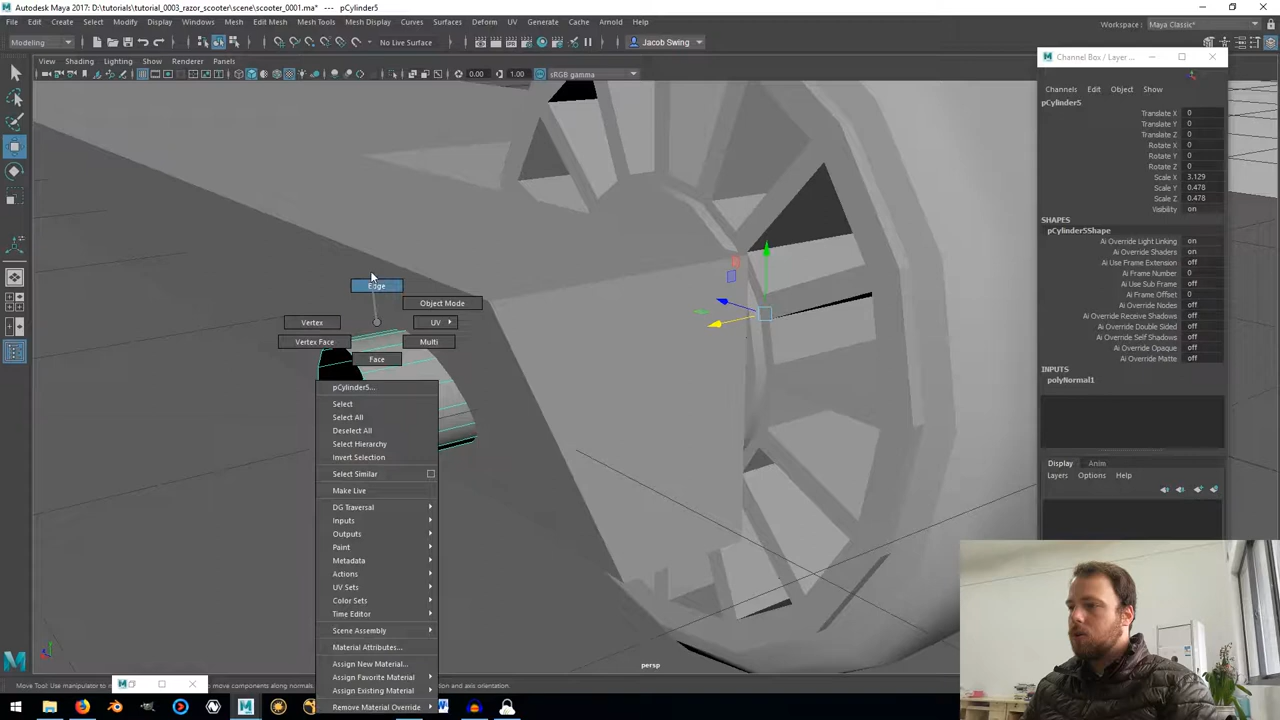 Autodesk Maya 2017: D:\tutorials\tutorial_0003_razor_scooter\scene\scooter_0001.ma* --- pCylinder5
File Edit Create Select Modify Display Windows Mesh Edit Mesh Mesh Tools Mesh Display Curves Surfaces Deform UV Generate Cache Arnold Help
Workspace: Maya Classic*
Modeling
No Live Surface
Jacob Swing
View Shading Lighting Show Renderer Panels
0.00 1.00 sRGB gamma
Channel Box / Layer ...
Channels Edit Object Show
pCylinder5
Translate X 0
Translate Y 0
Translate Z 0
Rotate X 0
Rotate Y 0
Rotate Z 0
Scale X 3.129
Scale Y 0.478
Scale Z 0.478
Visibility on
SHAPES
pCylinder5Shape
Ai Override Light Linking on
Ai Override Shaders on
Ai Use Frame Extension off
Ai Frame Number 0
Ai Use Sub Frame off
Ai Frame Offset 0
Ai Override Nodes off
Ai Override Receive Shadows off
Ai Override Double Sided off
Ai Override Self Shadows off
Ai Override Opaque off
Ai Override Matte off
INPUTS
polyNormal1
Display Anim
Layers Options Help
Edge
Object Mode
Vertex
UV
Vertex Face
Multi
Face
pCylinder5...
Select
Select All
Deselect All
Select Hierarchy
Invert Selection
Select Similar
Make Live
DG Traversal
Inputs
Outputs
Paint
Metadata
Actions
UV Sets
Color Sets
Time Editor
Scene Assembly
Material Attributes...
Assign New Material...
Assign Favorite Material
Assign Existing Material
Remove Material Override
persp
Move Tool: Use manipulator to